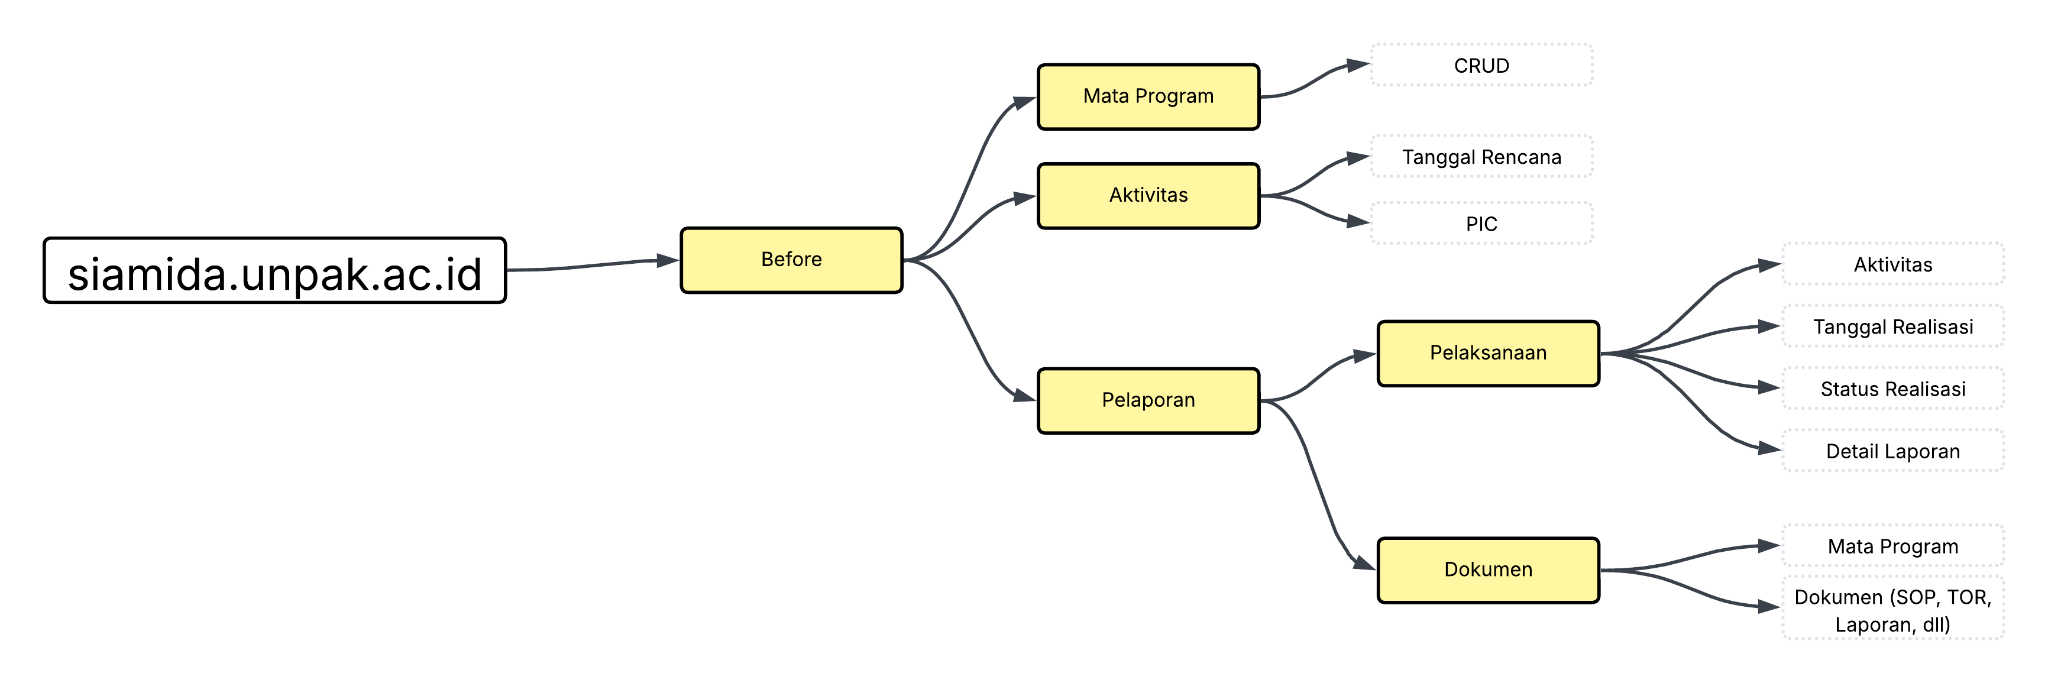 siamida.unpak.ac.id
Before
Mata Program
CRUD
Aktivitas
Tanggal Rencana
PIC
Pelaporan
Pelaksanaan
Aktivitas
Tanggal Realisasi
Status Realisasi
Detail Laporan
Dokumen
Mata Program
Dokumen (SOP, TOR,
Laporan, dll)